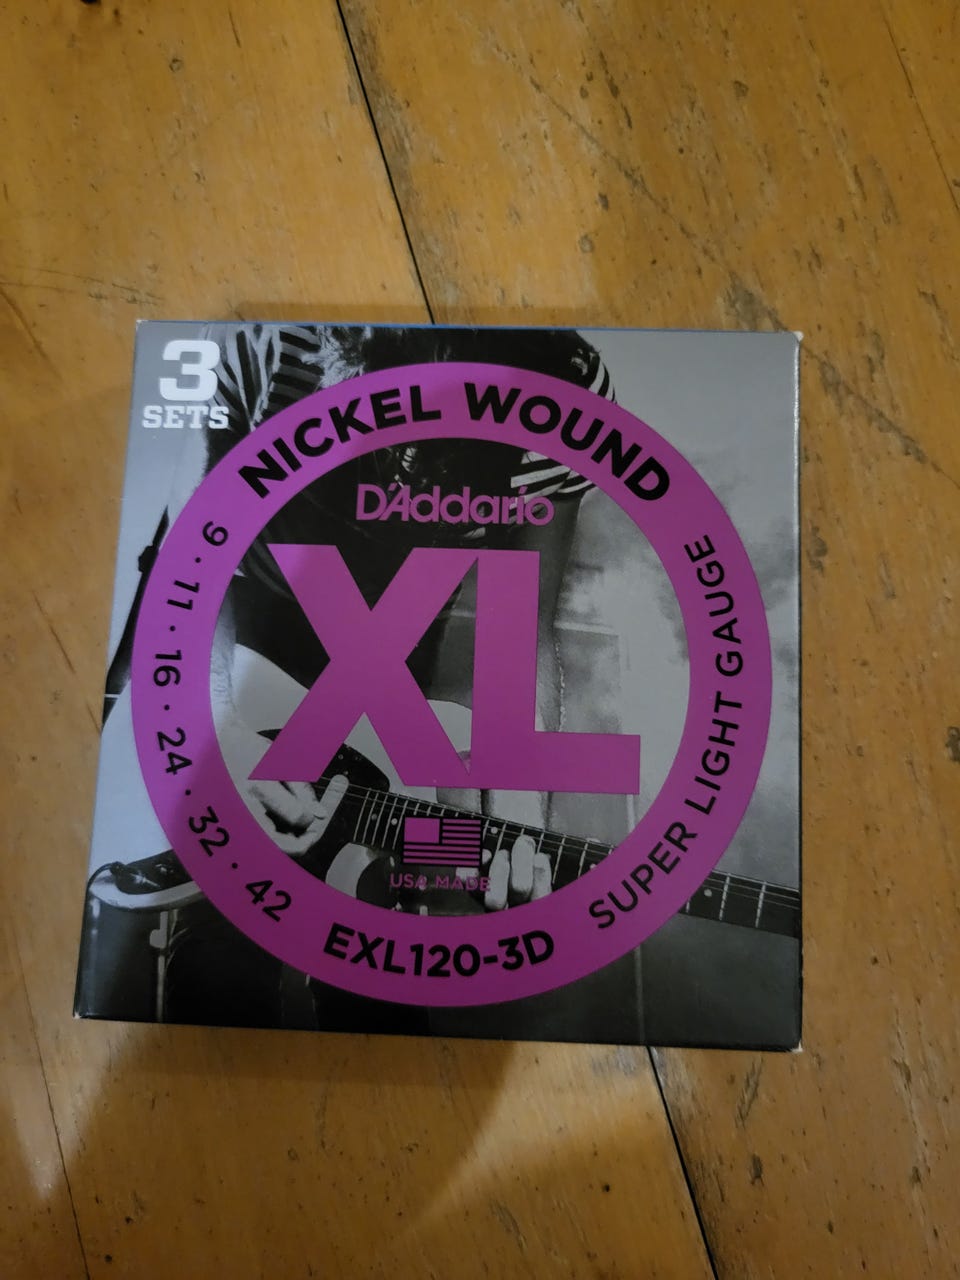 3
SETS
NICKEL WOUND
D'Addario
XL
USA MADE
9 · 11 · 16 · 24 · 32 · 42
EXL120-3D
SUPER LIGHT GAUGE